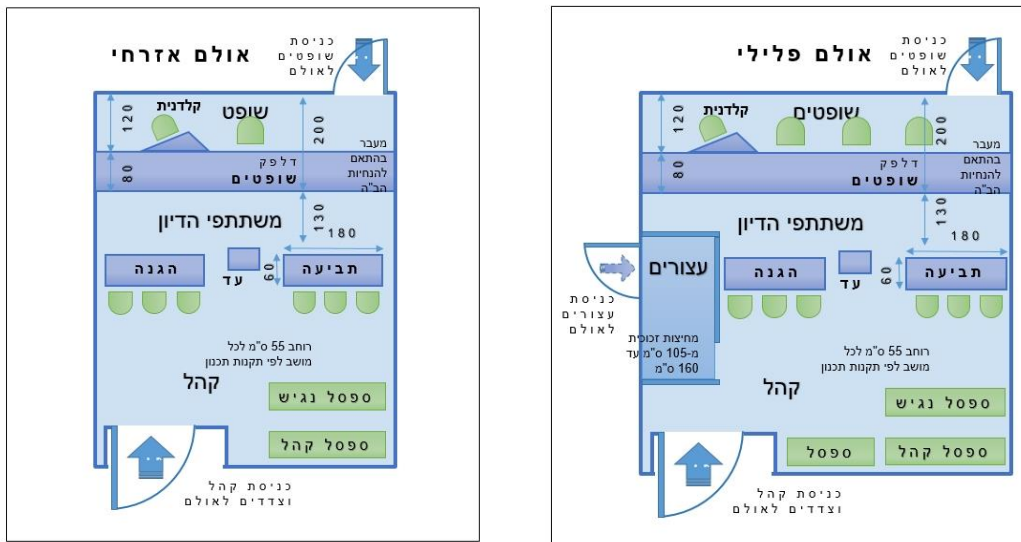 אולם אזרחי
כניסת
שופטים
לאולם
120
קלדנית
שופט
200
מעבר
בהתאם
להנחיות
הב"ה
80
דלפק
שופטים
משתתפי הדיון
130
180
הגנה
עד
60
תביעה
רוחב 55 ס"מ לכל
מושב לפי תקנות תכנון
קהל
ספסל נגיש
ספסל קהל
כניסת קהל
וצדדים לאולם
אולם פלילי
כניסת
שופטים
לאולם
120
קלדנית
שופטים
200
מעבר
בהתאם
להנחיות
הב"ה
80
דלפק
שופטים
משתתפי הדיון
130
180
עצורים
הגנה
עד
60
תביעה
כניסת
עצורים
לאולם
מחיצות זכוכית
מ-105 ס"מ עד
160 ס"מ
רוחב 55 ס"מ לכל
מושב לפי תקנות תכנון
קהל
ספסל נגיש
ספסל
ספסל קהל
כניסת קהל
וצדדים לאולם